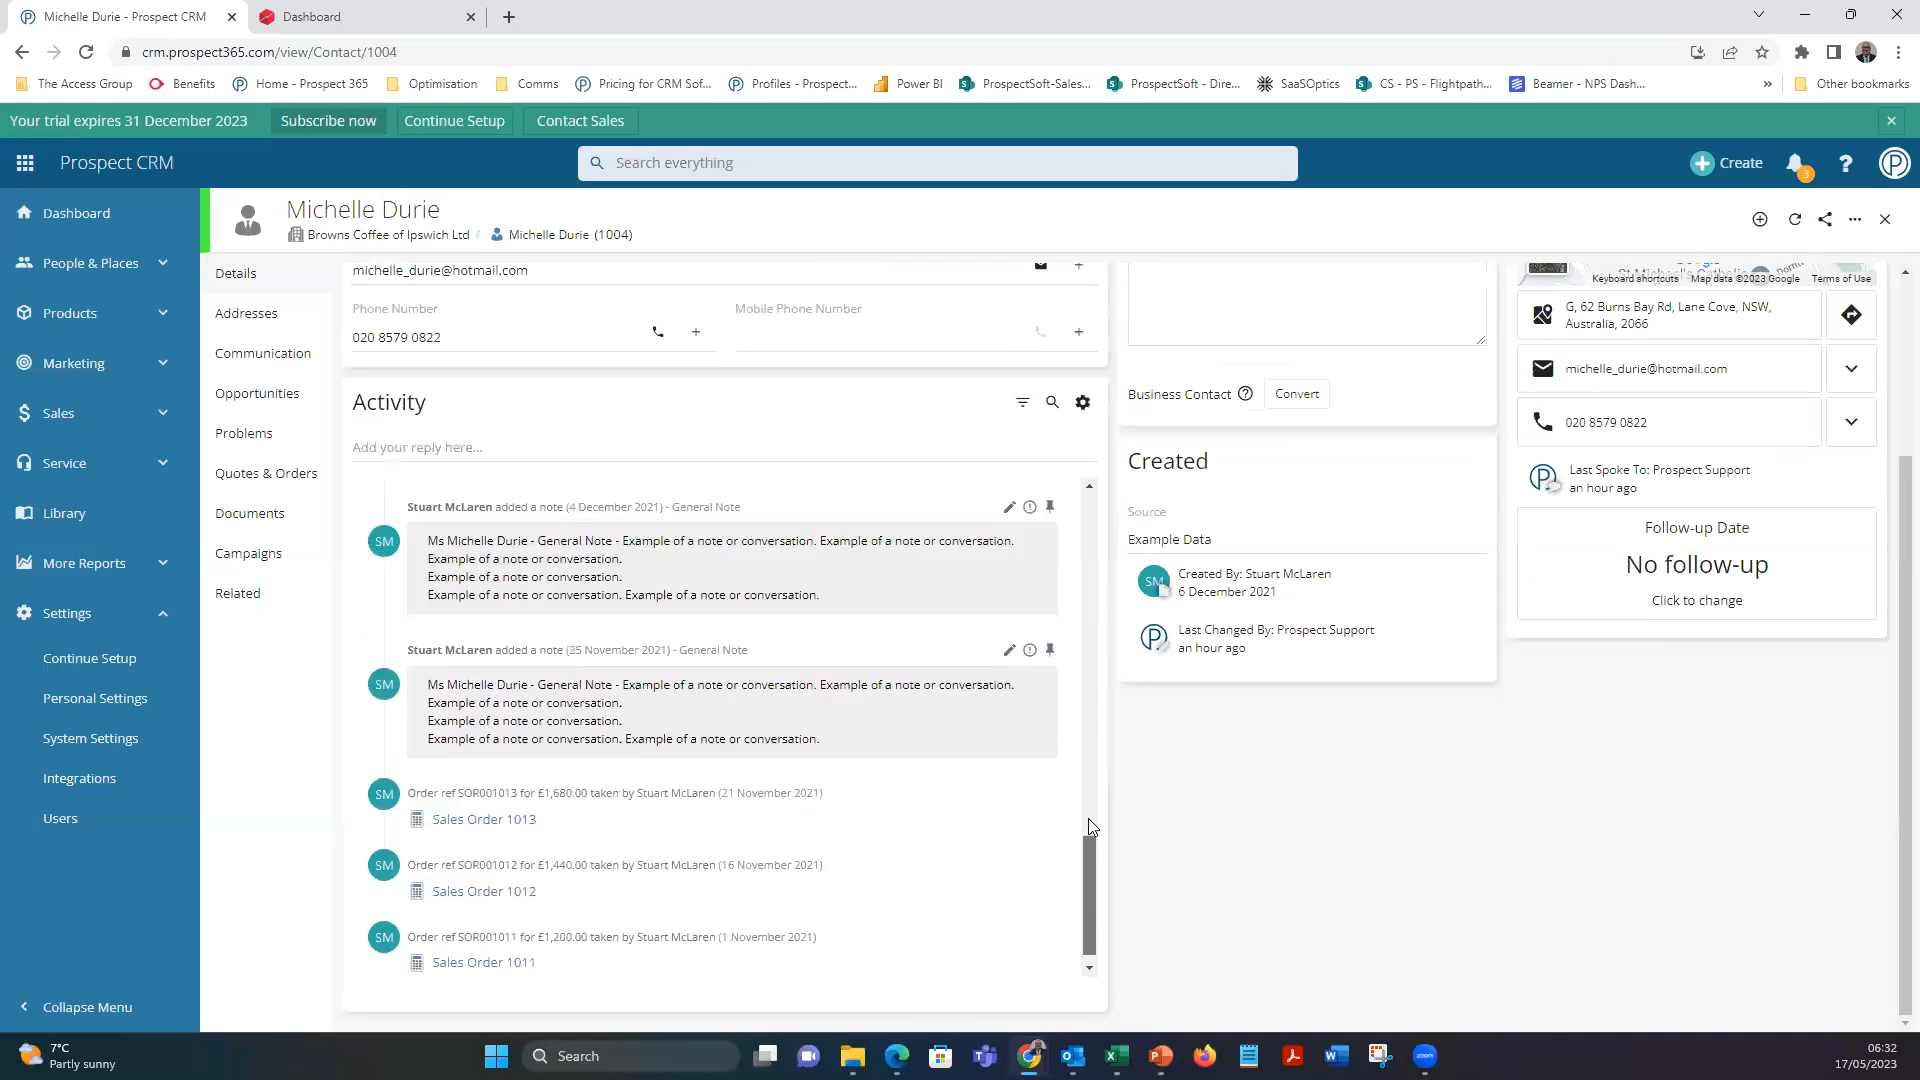 Michelle Durie - Prospect CRM
Dashboard
crm.prospect365.com/view/Contact/1004
The Access Group
Benefits
Home - Prospect 365
Optimisation
Comms
Pricing for CRM Sof...
Profiles - Prospect...
Power BI
ProspectSoft-Sales...
ProspectSoft - Dire...
SaaSOptics
CS - PS - Flightpath...
Beamer - NPS Dash...
»
Other bookmarks
Your trial expires 31 December 2023
Subscribe now
Continue Setup
Contact Sales
Prospect CRM
Search everything
Create
3
?
Michelle Durie
Browns Coffee of Ipswich Ltd / Michelle Durie (1004)
Dashboard
People & Places
Products
Marketing
Sales
Service
Library
More Reports
Settings
Continue Setup
Personal Settings
System Settings
Integrations
Users
Collapse Menu
Details
Addresses
Communication
Opportunities
Problems
Quotes & Orders
Documents
Campaigns
Related
michelle_durie@hotmail.com
Phone Number
020 8579 0822
Mobile Phone Number
Activity
Add your reply here...
Stuart McLaren added a note (4 December 2021) - General Note
SM
Ms Michelle Durie - General Note - Example of a note or conversation. Example of a note or conversation.
Example of a note or conversation.
Example of a note or conversation.
Example of a note or conversation. Example of a note or conversation.
Stuart McLaren added a note (25 November 2021) - General Note
SM
Ms Michelle Durie - General Note - Example of a note or conversation. Example of a note or conversation.
Example of a note or conversation.
Example of a note or conversation.
Example of a note or conversation. Example of a note or conversation.
SM
Order ref SOR001013 for £1,680.00 taken by Stuart McLaren (21 November 2021)
Sales Order 1013
SM
Order ref SOR001012 for £1,440.00 taken by Stuart McLaren (16 November 2021)
Sales Order 1012
SM
Order ref SOR001011 for £1,200.00 taken by Stuart McLaren (1 November 2021)
Sales Order 1011
Business Contact
Convert
Created
Source
Example Data
SM
Created By: Stuart McLaren
6 December 2021
Last Changed By: Prospect Support
an hour ago
Google
St Michael's Catholic
Keyboard shortcuts
Map data ©2023 Google
Terms of Use
G, 62 Burns Bay Rd, Lane Cove, NSW,
Australia, 2066
michelle_durie@hotmail.com
020 8579 0822
Last Spoke To: Prospect Support
an hour ago
Follow-up Date
No follow-up
Click to change
7°C
Partly sunny
Search
zoom
06:32
17/05/2023